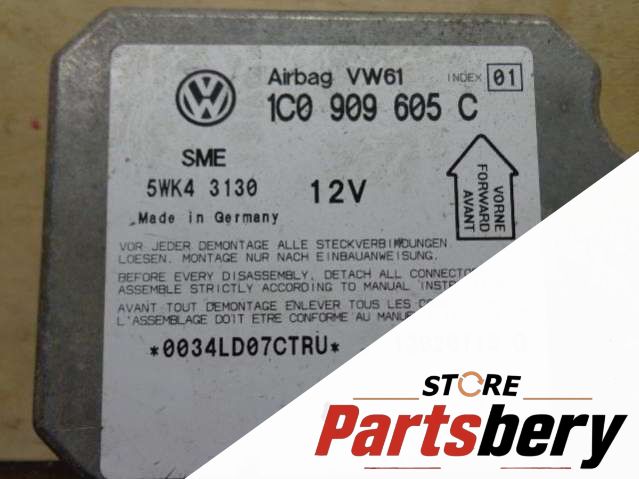 Airbag VW61 INDEX 01
1C0 909 605 C
SME
5WK4 3130 12V
Made in Germany
VORNE
FORWARD
AVANT
VOR JEDER DEMONTAGE ALLE STECKVERBINDUNGEN
LOESEN. MONTAGE NUR NACH EINBAUANWEISUNG.
BEFORE EVERY DISASSEMBLY, DETACH ALL
ASSEMBLE STRICTLY ACCORDING TO MANUAL
AVANT TOUT DEMONTAGE ENLEVER TOUS LES
L'ASSEMBLAGE DOIT ETRE CONFORME AU
*0034LD07CTRU*
STORE
Partsbery